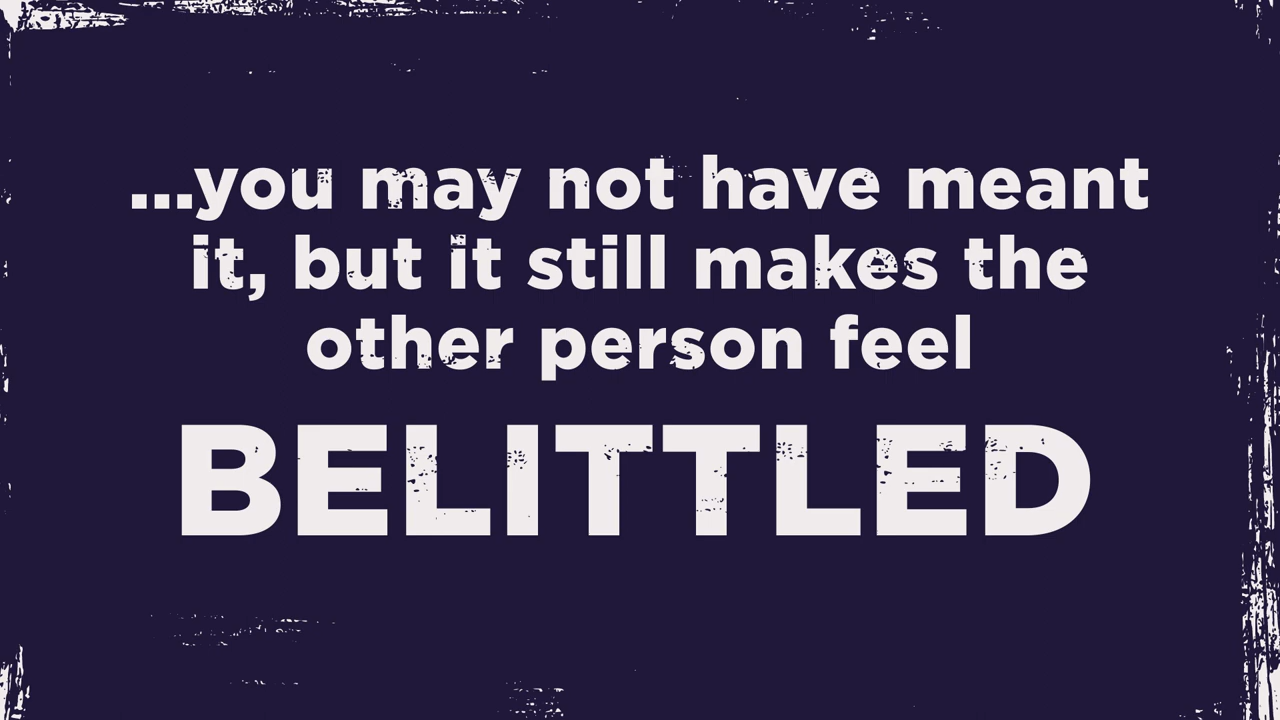 ...you may not have meant
it, but it still makes the
other person feel
BELITTLED